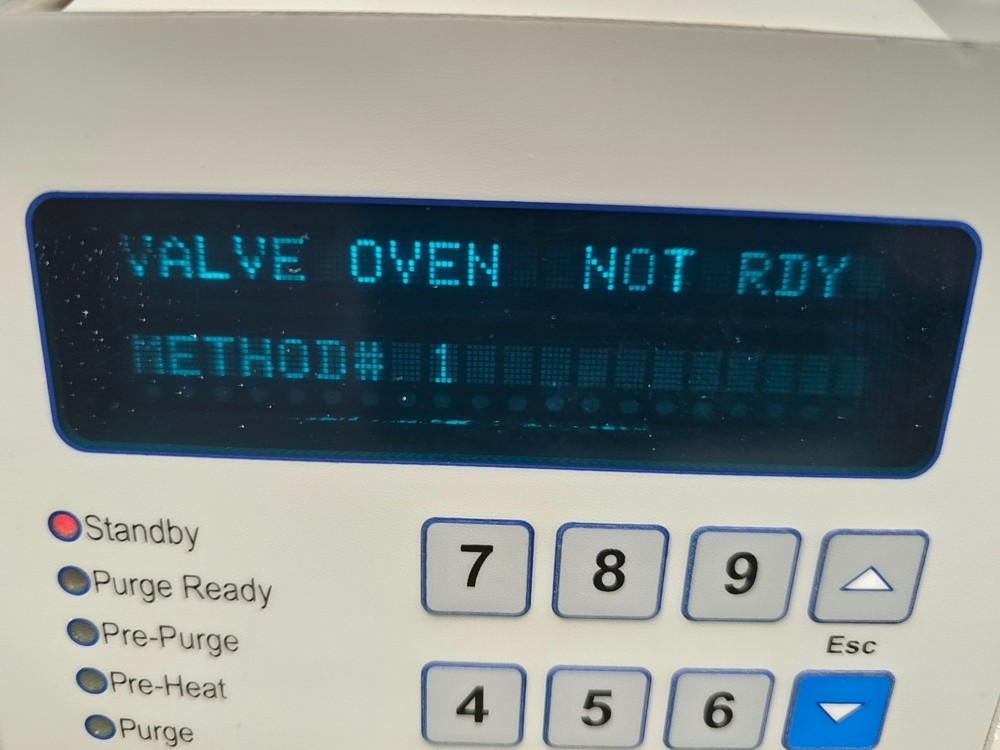 VALVE OVEN NOT RDY
METHOD# 1
Standby
Purge Ready
Pre-Purge
Pre-Heat
Purge
7 8 9
Esc
4 5 6